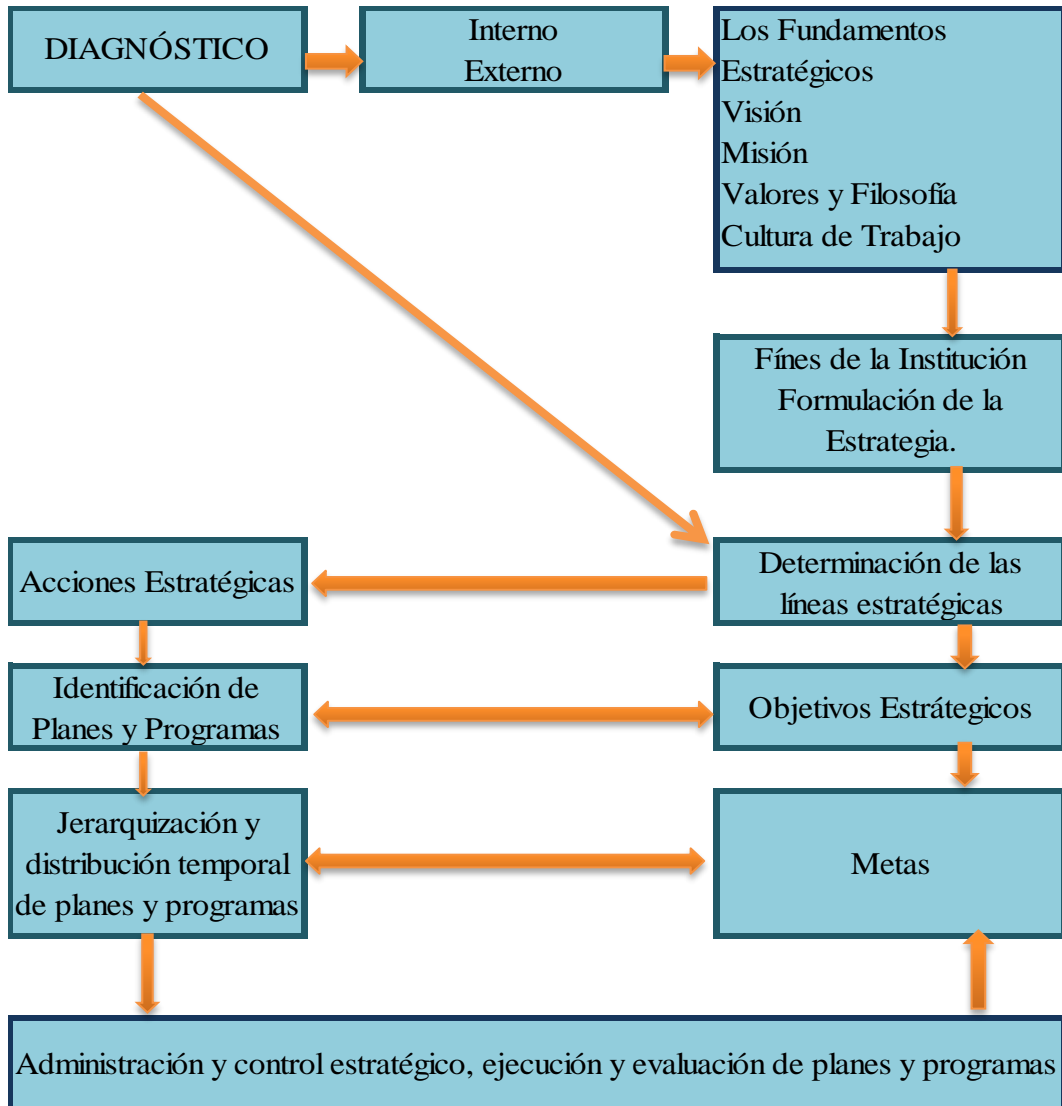 DIAGNÓSTICO
Interno
Externo
Los Fundamentos
Estratégicos
Visión
Misión
Valores y Filosofía
Cultura de Trabajo
Fínes de la Institución
Formulación de la
Estrategia.
Determinación de las
líneas estratégicas
Acciones Estratégicas
Identificación de
Planes y Programas
Objetivos Estrátegicos
Jerarquización y
distribución temporal
de planes y programas
Metas
Administración y control estratégico, ejecución y evaluación de planes y programas